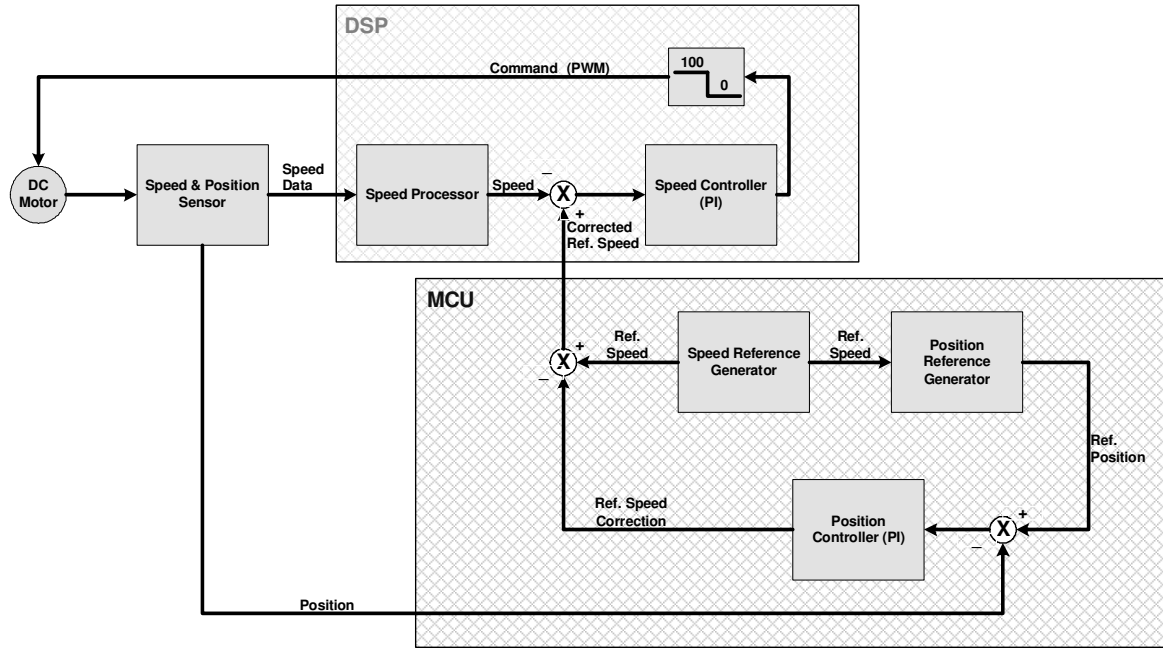 DSP
100
0
Command (PWM)
DC
Motor
Speed & Position
Sensor
Speed
Data
Speed Processor
Speed
–
X
+
Corrected
Ref. Speed
Speed Controller
(PI)
MCU
+
X
–
Ref.
Speed
Speed Reference
Generator
Ref.
Speed
Position
Reference
Generator
Ref.
Position
Ref. Speed
Correction
Position
Controller (PI)
+
X
–
Position